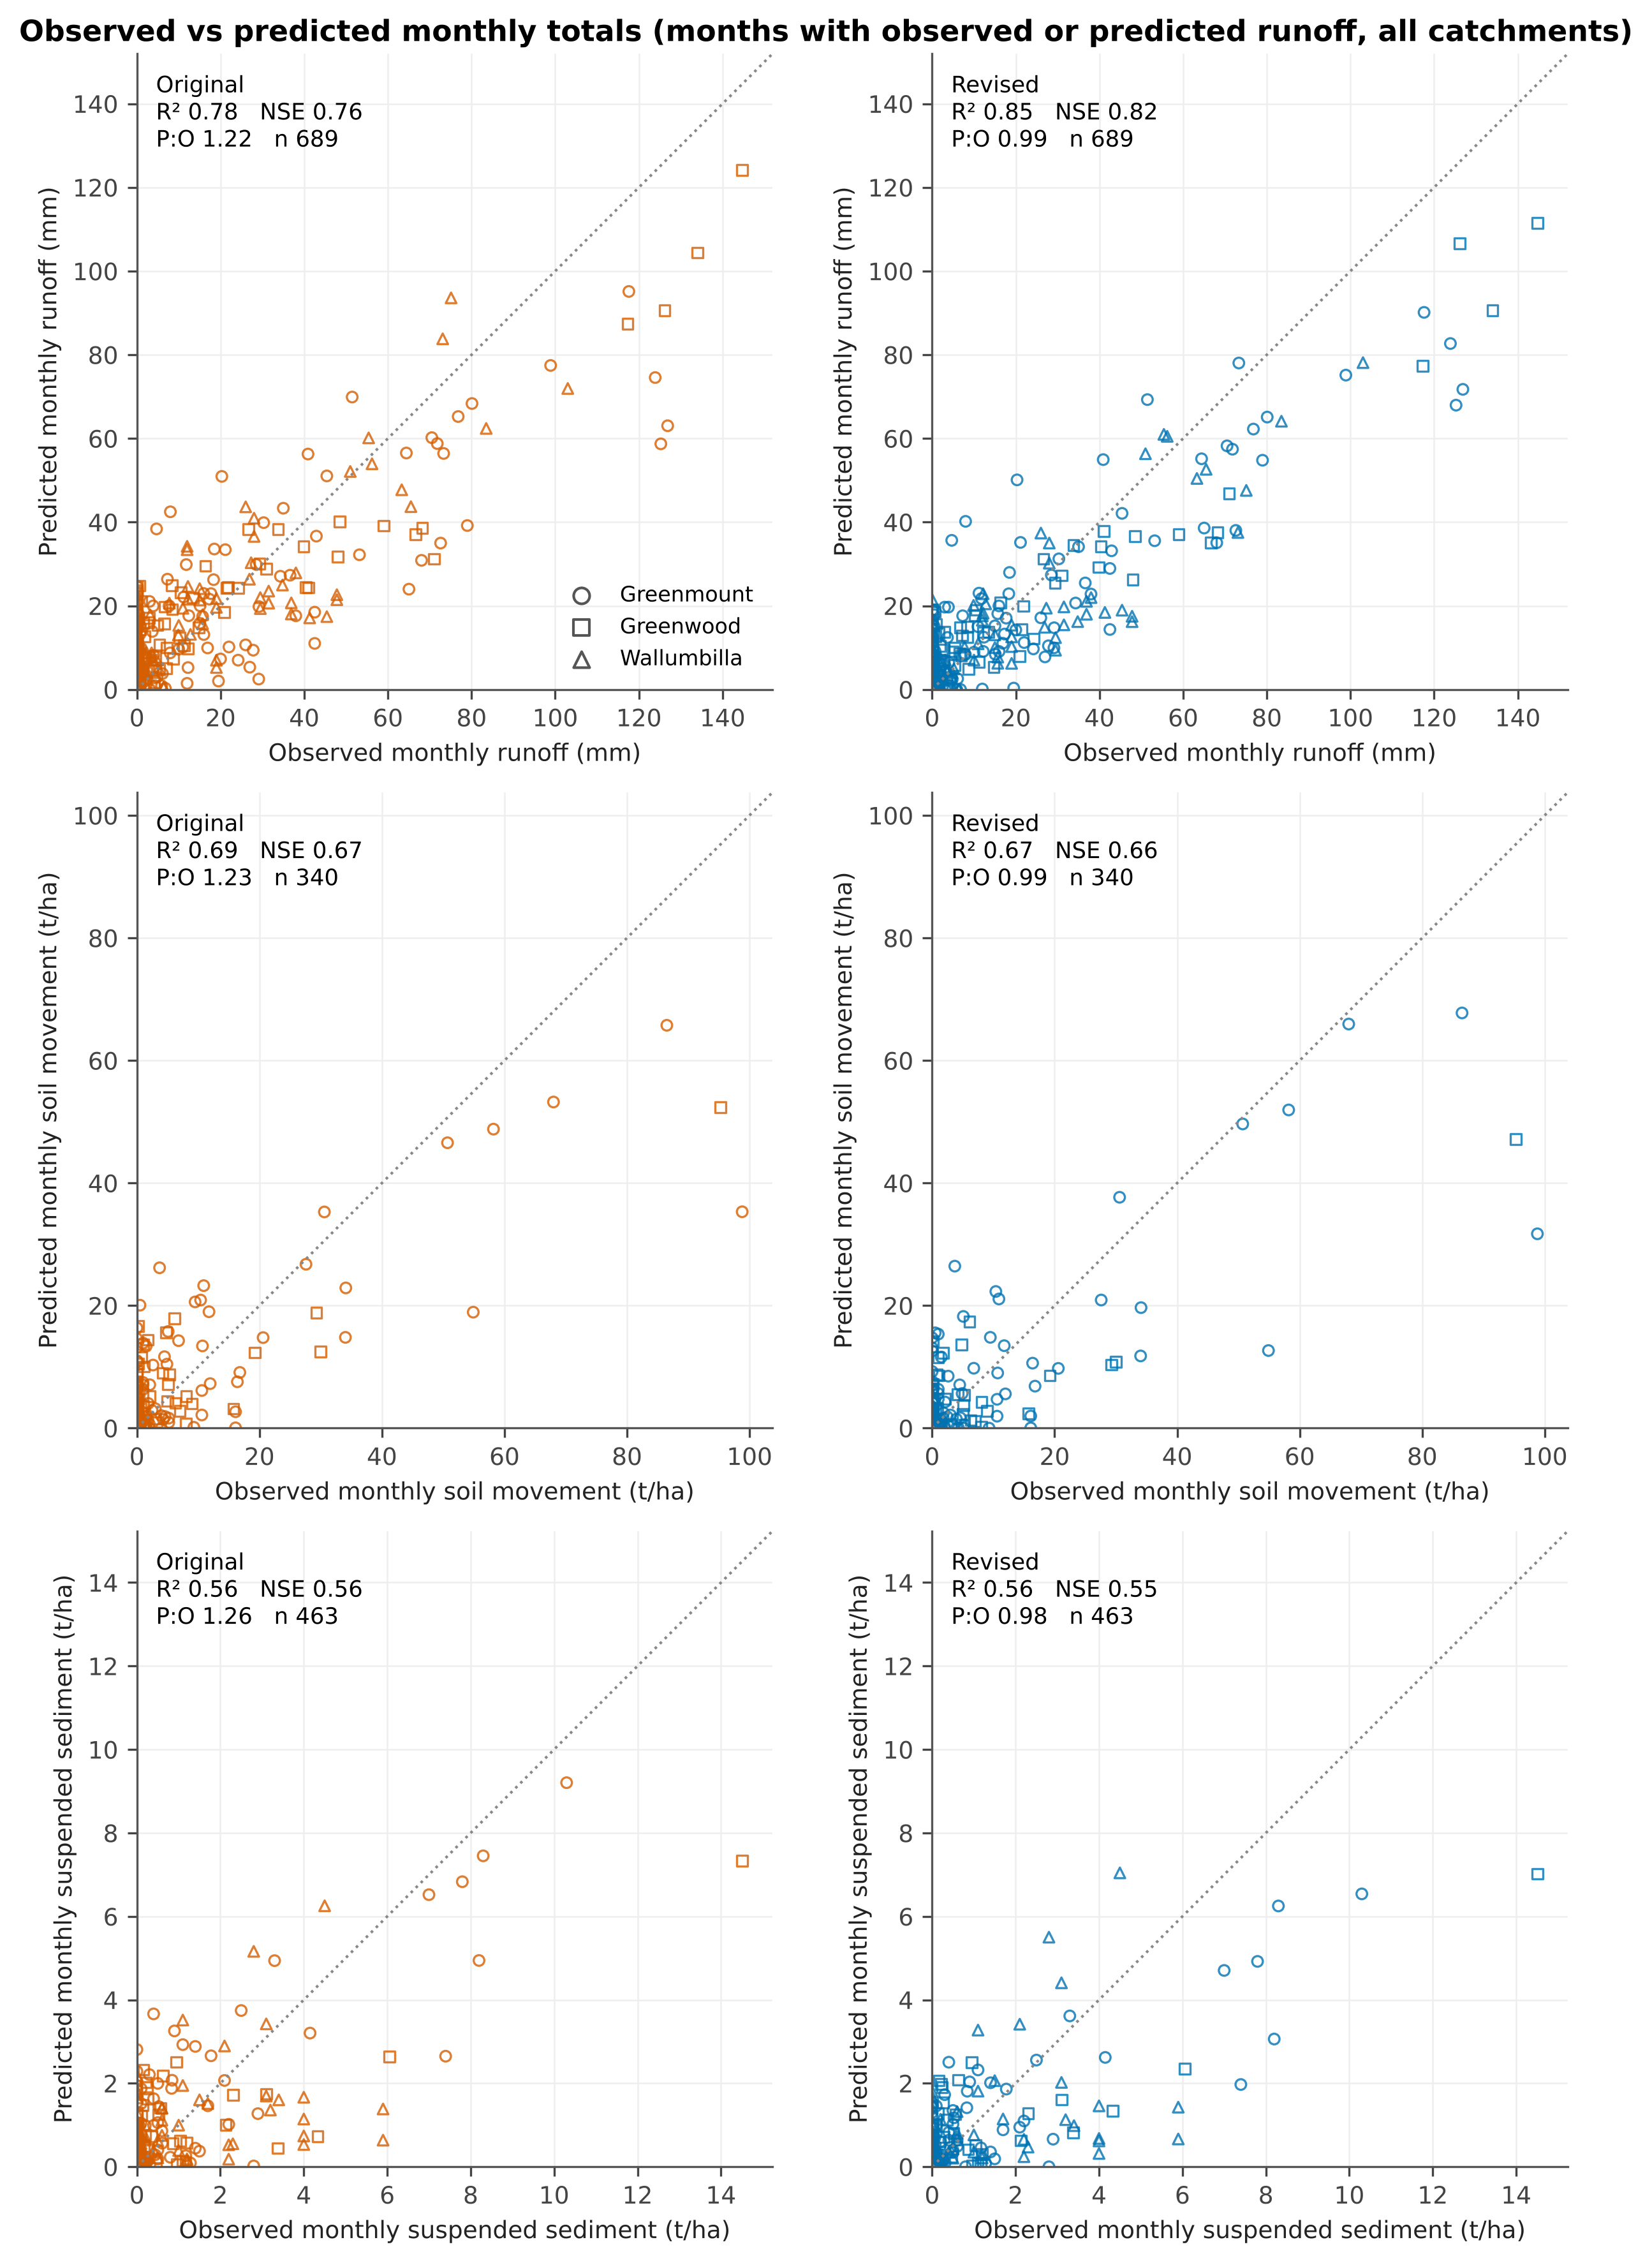 Observed vs predicted monthly totals (months with observed or predicted runoff, all catchments)
Original
R² 0.78 NSE 0.76
P:O 1.22 n 689
Greenmount
Greenwood
Wallumbilla
0 20 40 60 80 100 120 140
0 20 40 60 80 100 120 140
Observed monthly runoff (mm)
Predicted monthly runoff (mm)
Revised
R² 0.85 NSE 0.82
P:O 0.99 n 689
0 20 40 60 80 100 120 140
0 20 40 60 80 100 120 140
Observed monthly runoff (mm)
Predicted monthly runoff (mm)
Original
R² 0.69 NSE 0.67
P:O 1.23 n 340
0 20 40 60 80 100
0 20 40 60 80 100
Observed monthly soil movement (t/ha)
Predicted monthly soil movement (t/ha)
Revised
R² 0.67 NSE 0.66
P:O 0.99 n 340
0 20 40 60 80 100
0 20 40 60 80 100
Observed monthly soil movement (t/ha)
Predicted monthly soil movement (t/ha)
Original
R² 0.56 NSE 0.56
P:O 1.26 n 463
0 2 4 6 8 10 12 14
0 2 4 6 8 10 12 14
Observed monthly suspended sediment (t/ha)
Predicted monthly suspended sediment (t/ha)
Revised
R² 0.56 NSE 0.55
P:O 0.98 n 463
0 2 4 6 8 10 12 14
0 2 4 6 8 10 12 14
Observed monthly suspended sediment (t/ha)
Predicted monthly suspended sediment (t/ha)